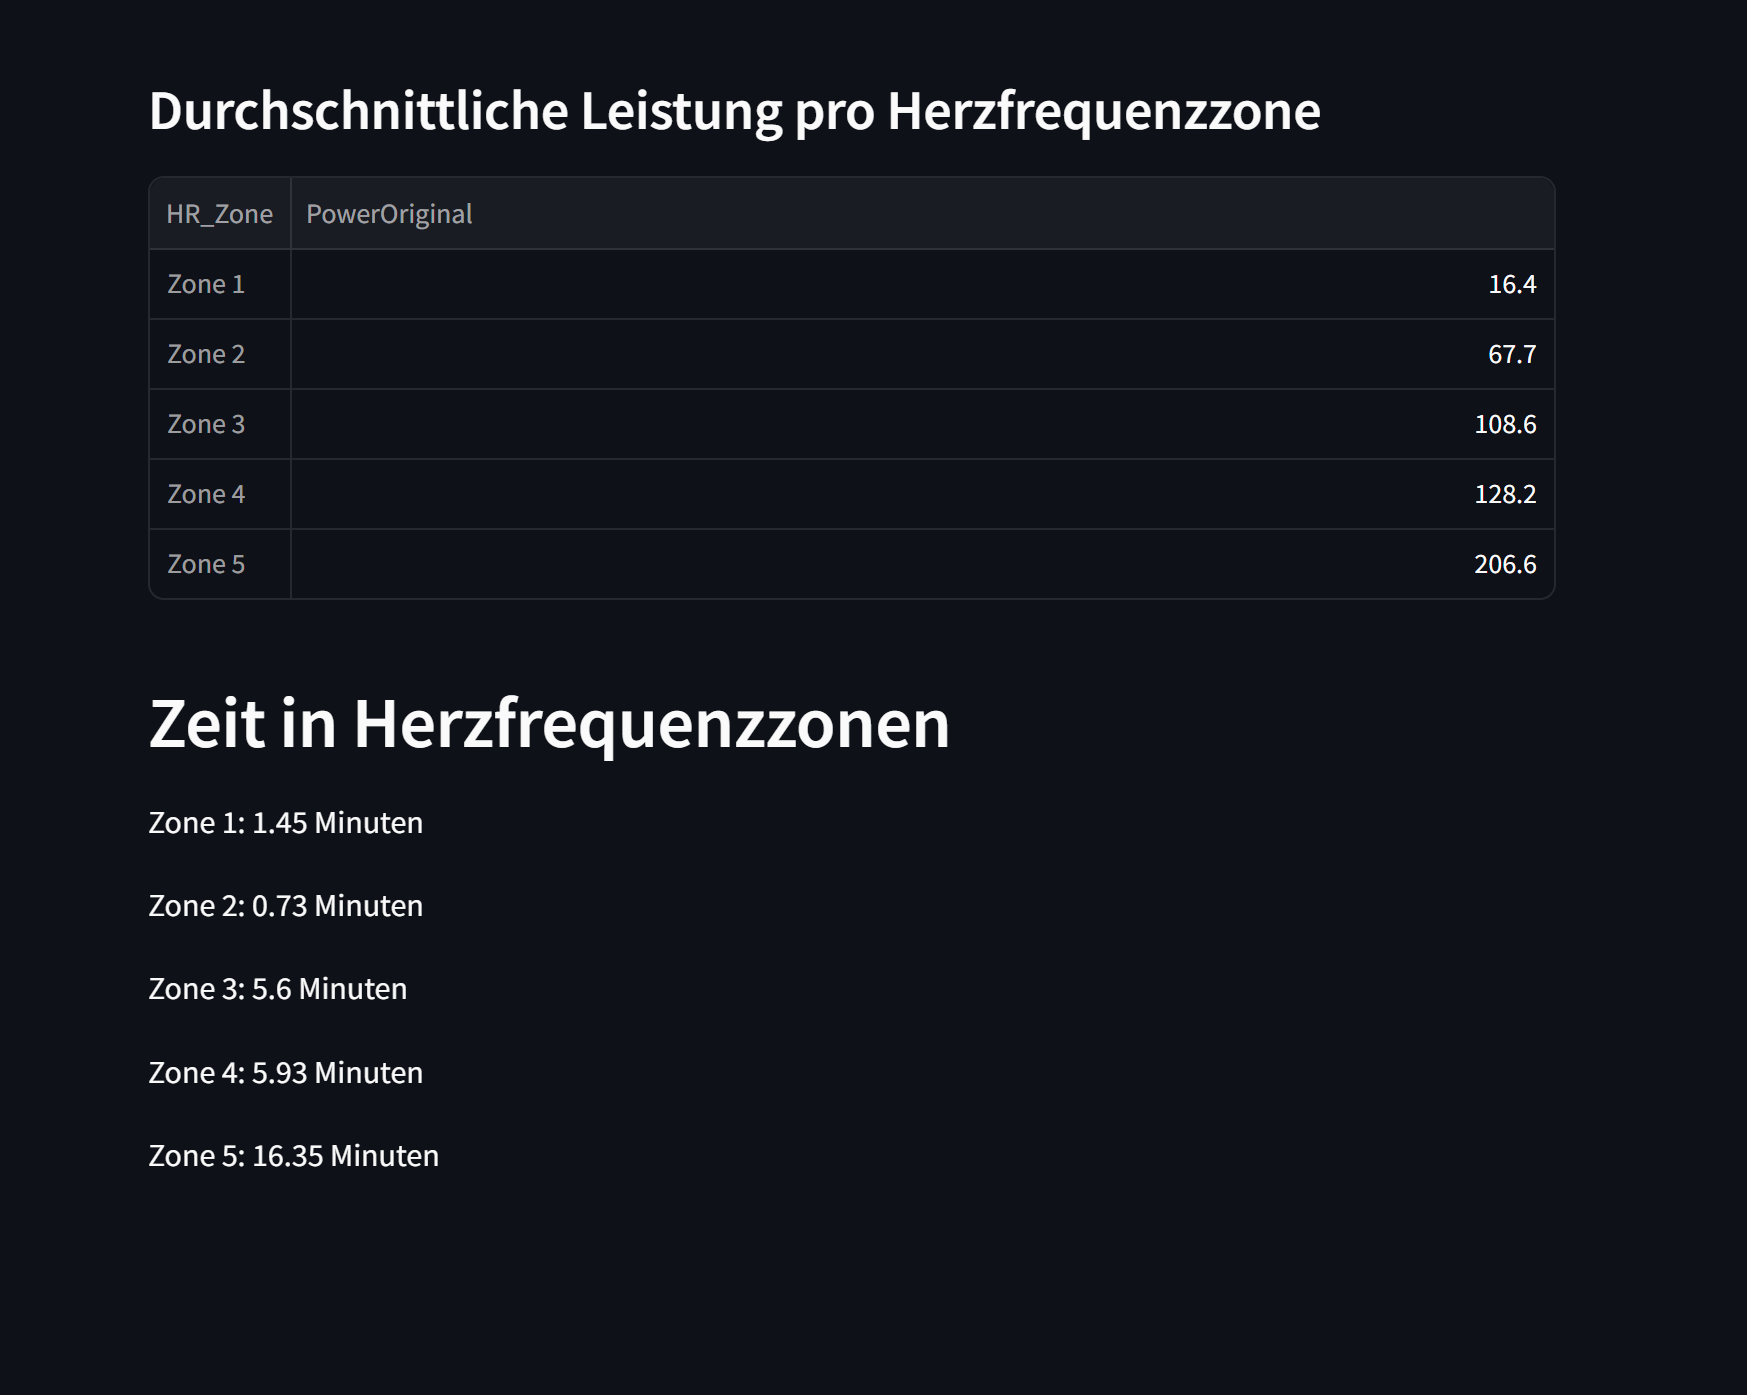 Durchschnittliche Leistung pro Herzfrequenzzone
HR_Zone PowerOriginal
Zone 1 16.4
Zone 2 67.7
Zone 3 108.6
Zone 4 128.2
Zone 5 206.6
Zeit in Herzfrequenzzonen
Zone 1: 1.45 Minuten
Zone 2: 0.73 Minuten
Zone 3: 5.6 Minuten
Zone 4: 5.93 Minuten
Zone 5: 16.35 Minuten